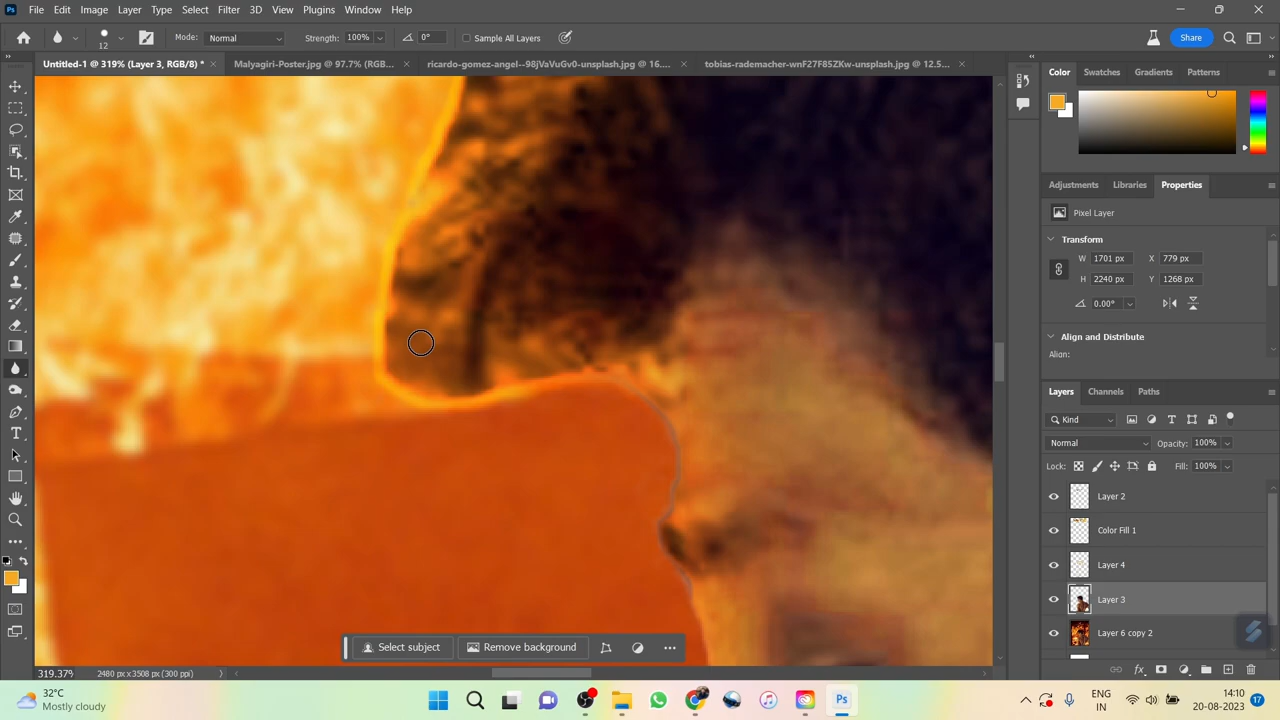 Ps File Edit Image Layer Type Select Filter 3D View Plugins Window Help
12 Mode: Normal Strength: 100% 0° Sample All Layers Share
Untitled-1 @ 319% (Layer 3, RGB/8) * × Malyagiri-Poster.jpg @ 97.7% (RGB... × ricardo-gomez-angel--98jVaVuGv0-unsplash.jpg @ 16.... × tobias-rademacher-wnF27F85ZKw-unsplash.jpg @ 12.5... ×
Color Swatches Gradients Patterns
Adjustments Libraries Properties
Pixel Layer
Transform
W 1701 px X 779 px
H 2240 px Y 1268 px
0.00°
Align and Distribute
Align:
Layers Channels Paths
Kind
Normal Opacity: 100%
Lock: Fill: 100%
Layer 2
Color Fill 1
Layer 4
Layer 3
Layer 6 copy 2
Select subject Remove background
319.37% 2480 px x 3508 px (300 ppi)
32°C
Mostly cloudy
ENG
IN
14:10
20-08-2023
17